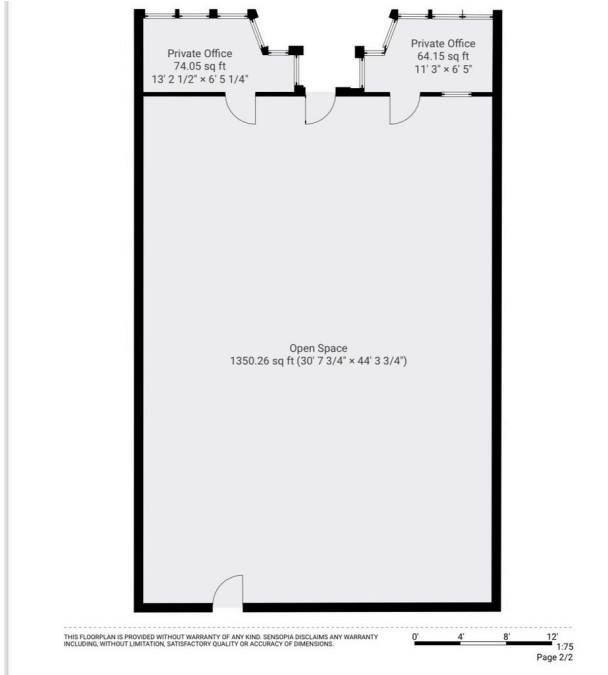 Private Office
74.05 sq ft
13' 2 1/2" × 6' 5 1/4"
Private Office
64.15 sq ft
11' 3" × 6' 5"
Open Space
1350.26 sq ft (30' 7 3/4" × 44' 3 3/4")
THIS FLOORPLAN IS PROVIDED WITHOUT WARRANTY OF ANY KIND. SENSOPIA DISCLAIMS ANY WARRANTY
INCLUDING, WITHOUT LIMITATION, SATISFACTORY QUALITY OR ACCURACY OF DIMENSIONS.
0' 4' 8' 12'
1:75
Page 2/2